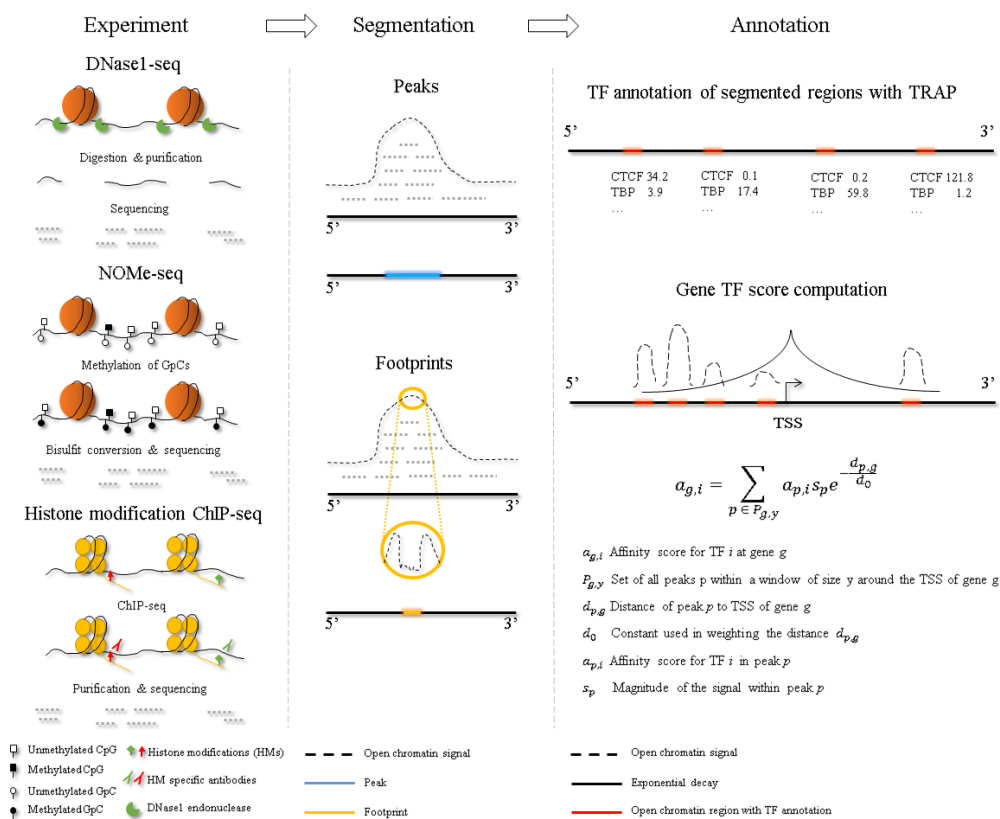 Experiment
Segmentation
Annotation
DNase1-seq
Digestion & purification
Sequencing
NOMe-seq
Methylation of GpCs
Bisulfit conversion & sequencing
Histone modification ChIP-seq
ChIP-seq
Purification & sequencing
Peaks
5’ 3’
5’ 3’
Footprints
5’ 3’
5’ 3’
TF annotation of segmented regions with TRAP
5’ 3’
CTCF 34.2 CTCF 0.1 CTCF 0.2 CTCF 121.8
TBP 3.9 TBP 17.4 TBP 59.8 TBP 1.2
... ... ... ...
Gene TF score computation
5’ 3’
TSS
a_{g,i} = ∑_{p ∈ P_{g,y}} a_{p,i} s_p e^{-\frac{d_{p,g}}{d_0}}
a_{g,i} Affinity score for TF i at gene g
P_{g,y} Set of all peaks p within a window of size y around the TSS of gene g
d_{p,g} Distance of peak p to TSS of gene g
d_0 Constant used in weighting the distance d_{p,g}
a_{p,i} Affinity score for TF i in peak p
s_p Magnitude of the signal within peak p
Unmethylated CpG
Methylated CpG
Unmethylated GpC
Methylated GpC
Histone modifications (HMs)
HM specific antibodies
DNase1 endonuclease
Open chromatin signal
Peak
Footprint
Open chromatin signal
Exponential decay
Open chromatin region with TF annotation